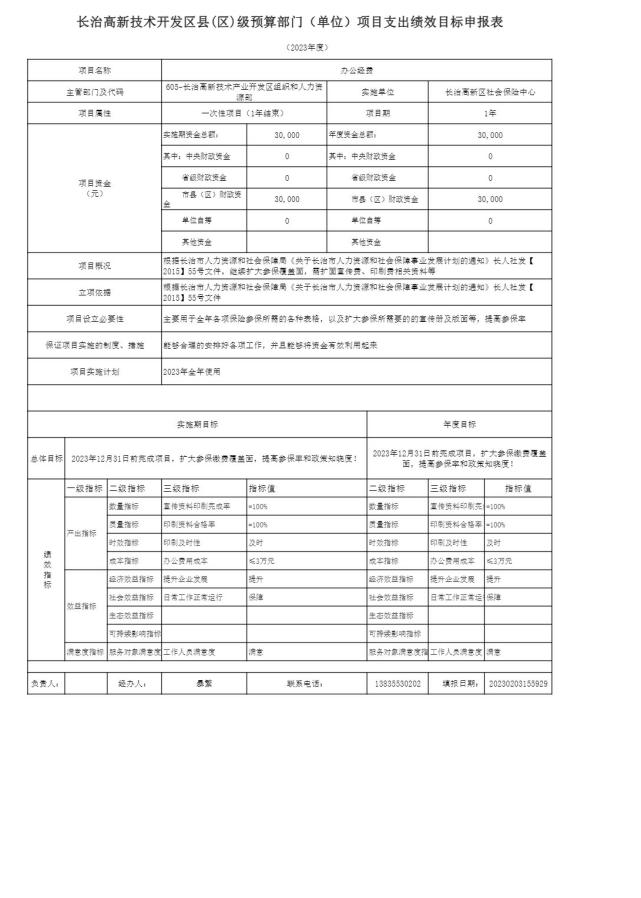 长治高新技术开发区县(区)级预算部门（单位）项目支出绩效目标申报表
（2023年度）
项目名称 办公经费
主管部门及代码 603-长治高新技术产业开发区组织和人力资源部 实施单位 长治高新区社会保险中心
项目属性 一次性项目（1年结束） 项目期 1年
项目资金（元） 实施期资金总额： 30,000 年度资金总额： 30,000
其中：中央财政资金 0 其中：中央财政资金 0
省级财政资金 0 省级财政资金 0
市县（区）财政资金 30,000 市县（区）财政资金 30,000
单位自筹 0 单位自筹 0
其他资金 其他资金
项目概况 根据长治市人力资源和社会保障局《关于长治市人力资源和社会保障事业发展计划的通知》长人社发【
2015】55号文件，继续扩大参保覆盖面，需扩面宣传费、印刷费相关资料等
立项依据 根据长治市人力资源和社会保障局《关于长治市人力资源和社会保障事业发展计划的通知》长人社发【
2015】55号文件
项目设立必要性 主要用于全年各项保险参保所需的各种表格，以及扩大参保所需要的的宣传册及版面等，提高参保率
保证项目实施的制度、措施 能够合理的安排好各项工作，并且能够将资金有效利用起来
项目实施计划 2023年全年使用
实施期目标 年度目标
总体目标 2023年12月31日前完成项目，扩大参保缴费覆盖面，提高参保率和政策知晓度！ 2023年12月31日前完成项目，扩大参保缴费覆盖面，提高参保率和政策知晓度！
绩效指标 一级指标 二级指标 三级指标 指标值 二级指标 三级指标 指标值
产出指标 数量指标 宣传资料印刷完成率 =100% 数量指标 宣传资料印刷完 =100%
质量指标 印刷资料合格率 =100% 质量指标 印刷资料合格率 =100%
时效指标 印刷及时性 及时 时效指标 印刷及时性 及时
成本指标 办公费用成本 ≤3万元 成本指标 办公费用成本 ≤3万元
效益指标 经济效益指标 提升企业发展 提升 经济效益指标 提升企业发展 提升
社会效益指标 日常工作正常运行 保障 社会效益指标 日常工作正常运行 保障
生态效益指标 生态效益指标
可持续影响指标 可持续影响指标
满意度指标 服务对象满意度 工作人员满意度 满意 服务对象满意度指 工作人员满意度 满意
负责人： 经办人： 暴繁 联系电话： 13835530202 填报日期： 20230203155929